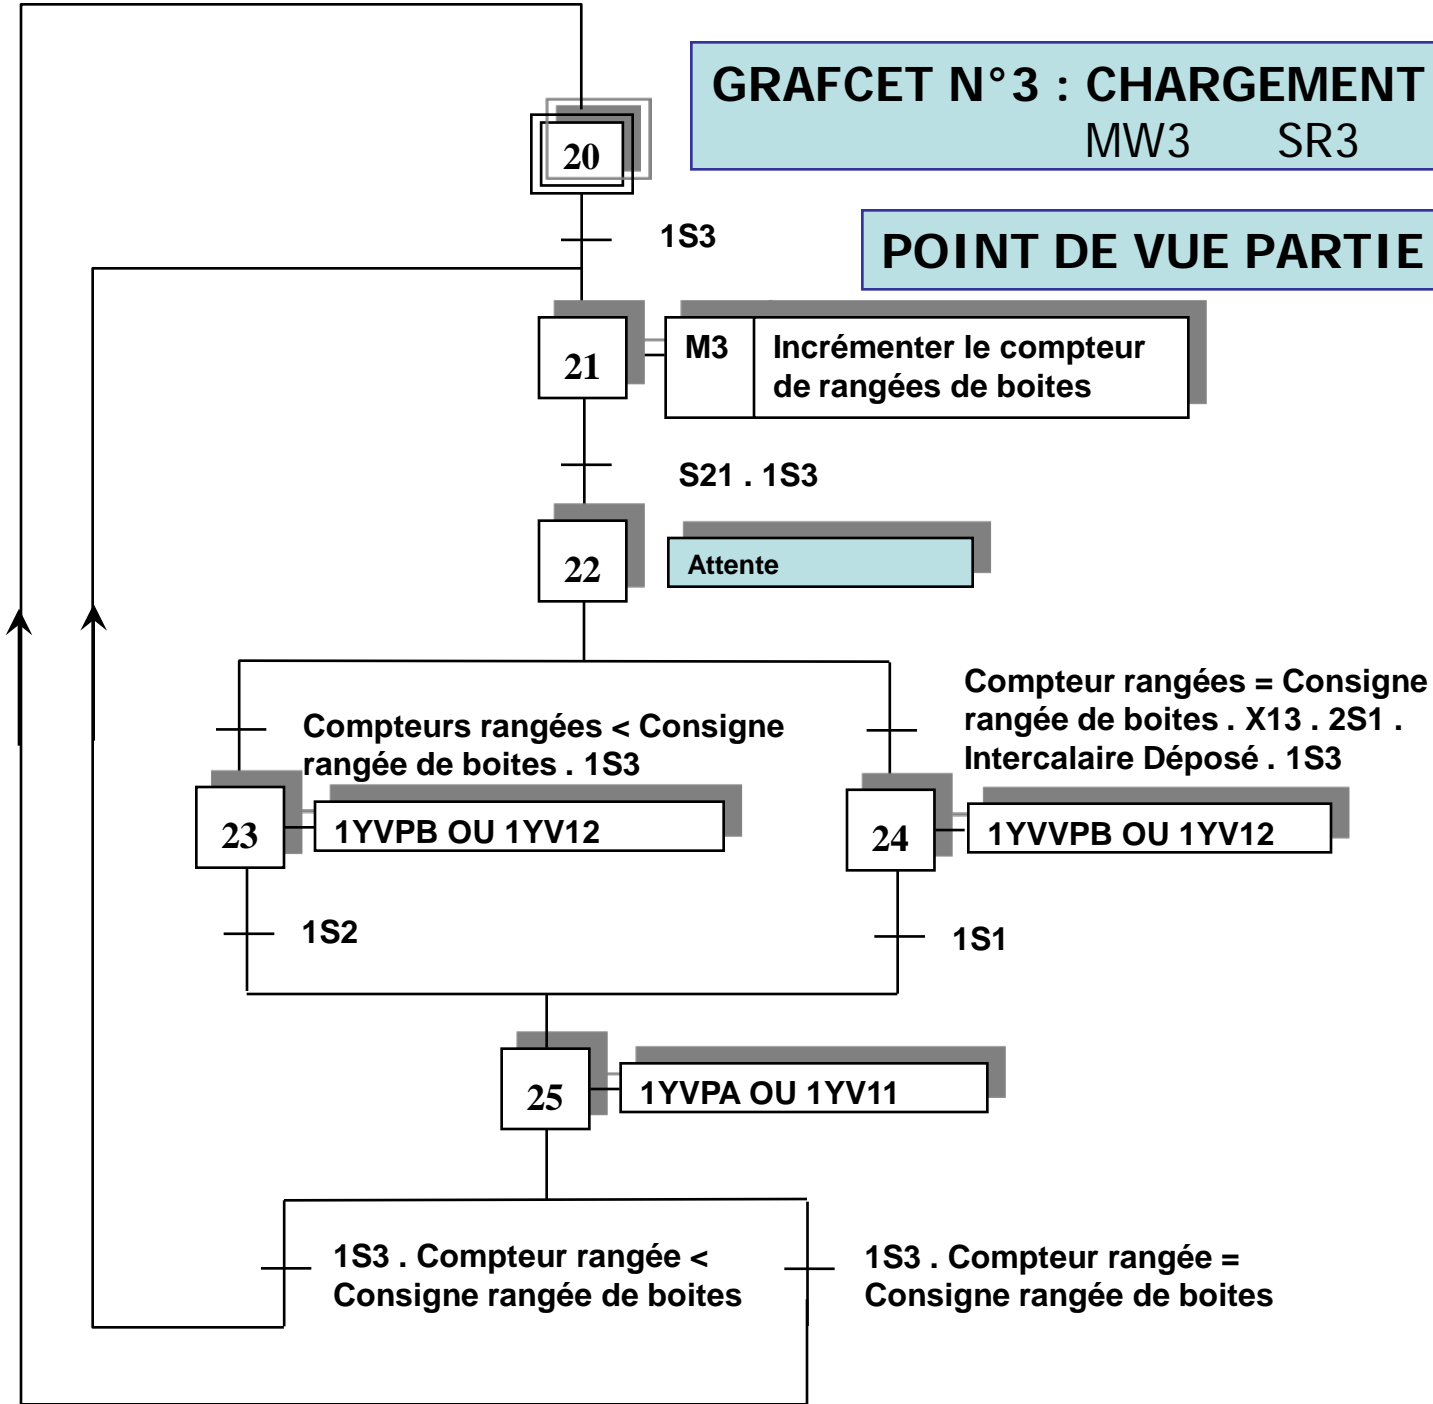 GRAFCET N°3 : CHARGEMENT
MW3 SR3
20
1S3
POINT DE VUE PARTIE
21
M3
Incrémenter le compteur
de rangées de boites
S21 . 1S3
22
Attente
Compteurs rangées < Consigne
rangée de boites . 1S3
Compteur rangées = Consigne
rangée de boites . X13 . 2S1 .
Intercalaire Déposé . 1S3
23
1YVPB OU 1YV12
24
1YVVPB OU 1YV12
1S2
1S1
25
1YVPA OU 1YV11
1S3 . Compteur rangée <
Consigne rangée de boites
1S3 . Compteur rangée =
Consigne rangée de boites